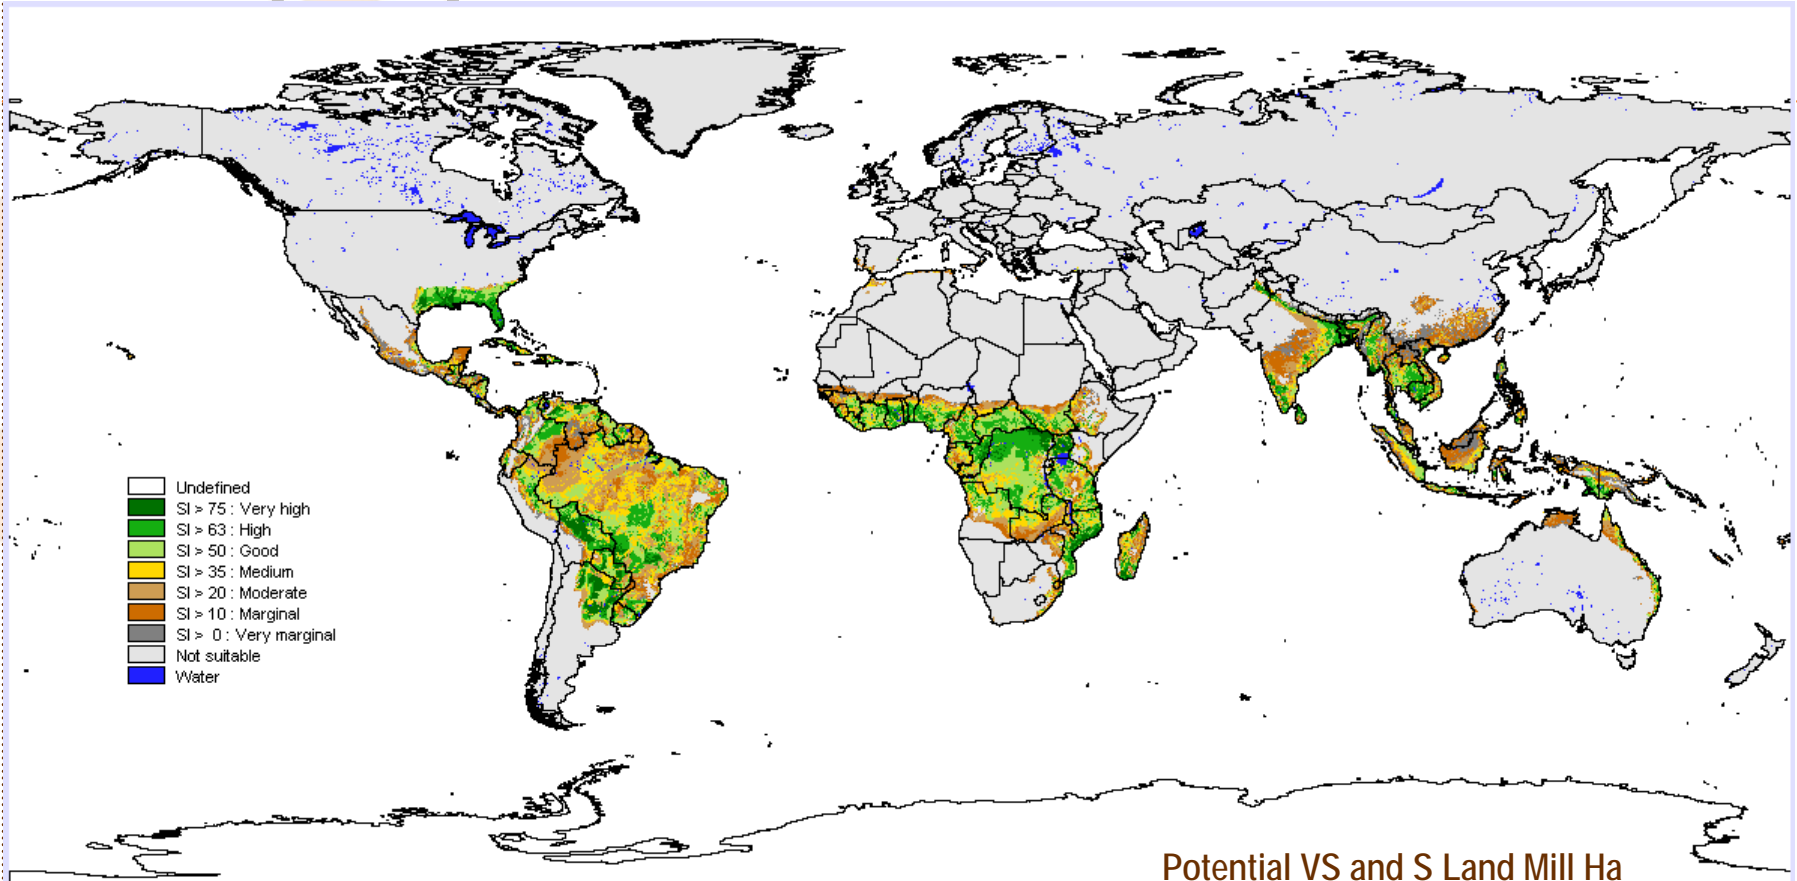 Undefined
SI > 75 : Very high
SI > 63 : High
SI > 50 : Good
SI > 35 : Medium
SI > 20 : Moderate
SI > 10 : Marginal
SI > 0 : Very marginal
Not suitable
Water
Potential VS and S Land Mill Ha